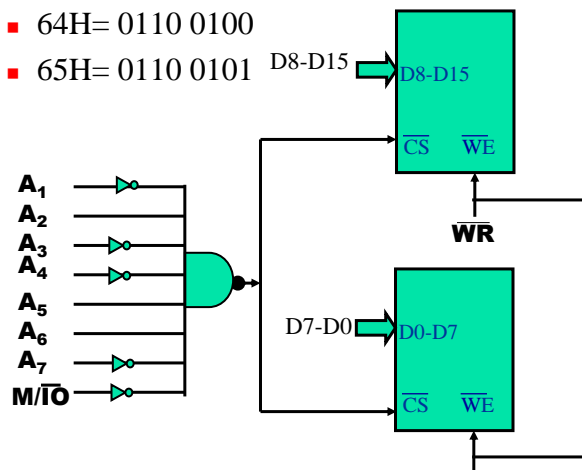 64H= 0110 0100
65H= 0110 0101
D8-D15
D8-D15
CS WE
WR
A1
A2
A3
A4
A5
A6
A7
M/IO
D7-D0
D0-D7
CS WE